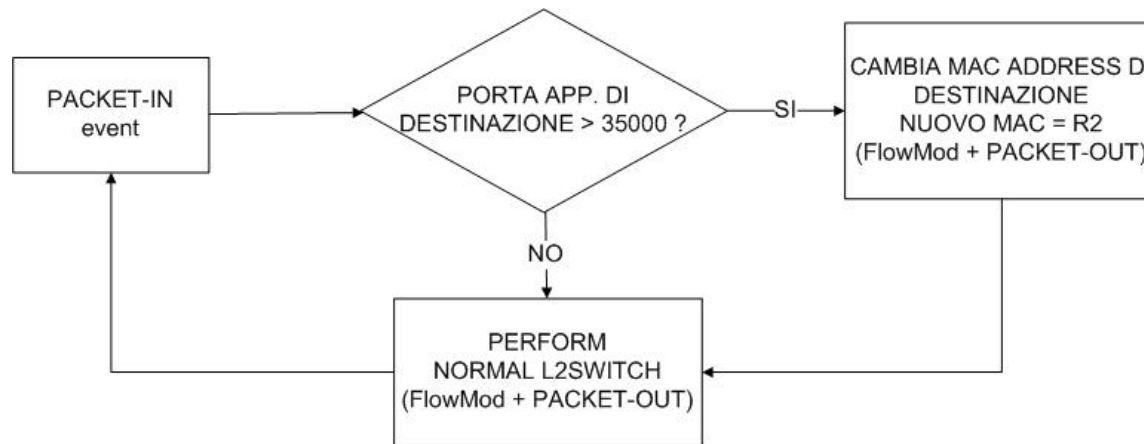 PACKET-IN
event
PORTA APP. DI
DESTINAZIONE > 35000 ?
SI
CAMBIA MAC ADDRESS D
DESTINAZIONE
NUOVO MAC = R2
(FlowMod + PACKET-OUT)
NO
PERFORM
NORMAL L2SWITCH
(FlowMod + PACKET-OUT)